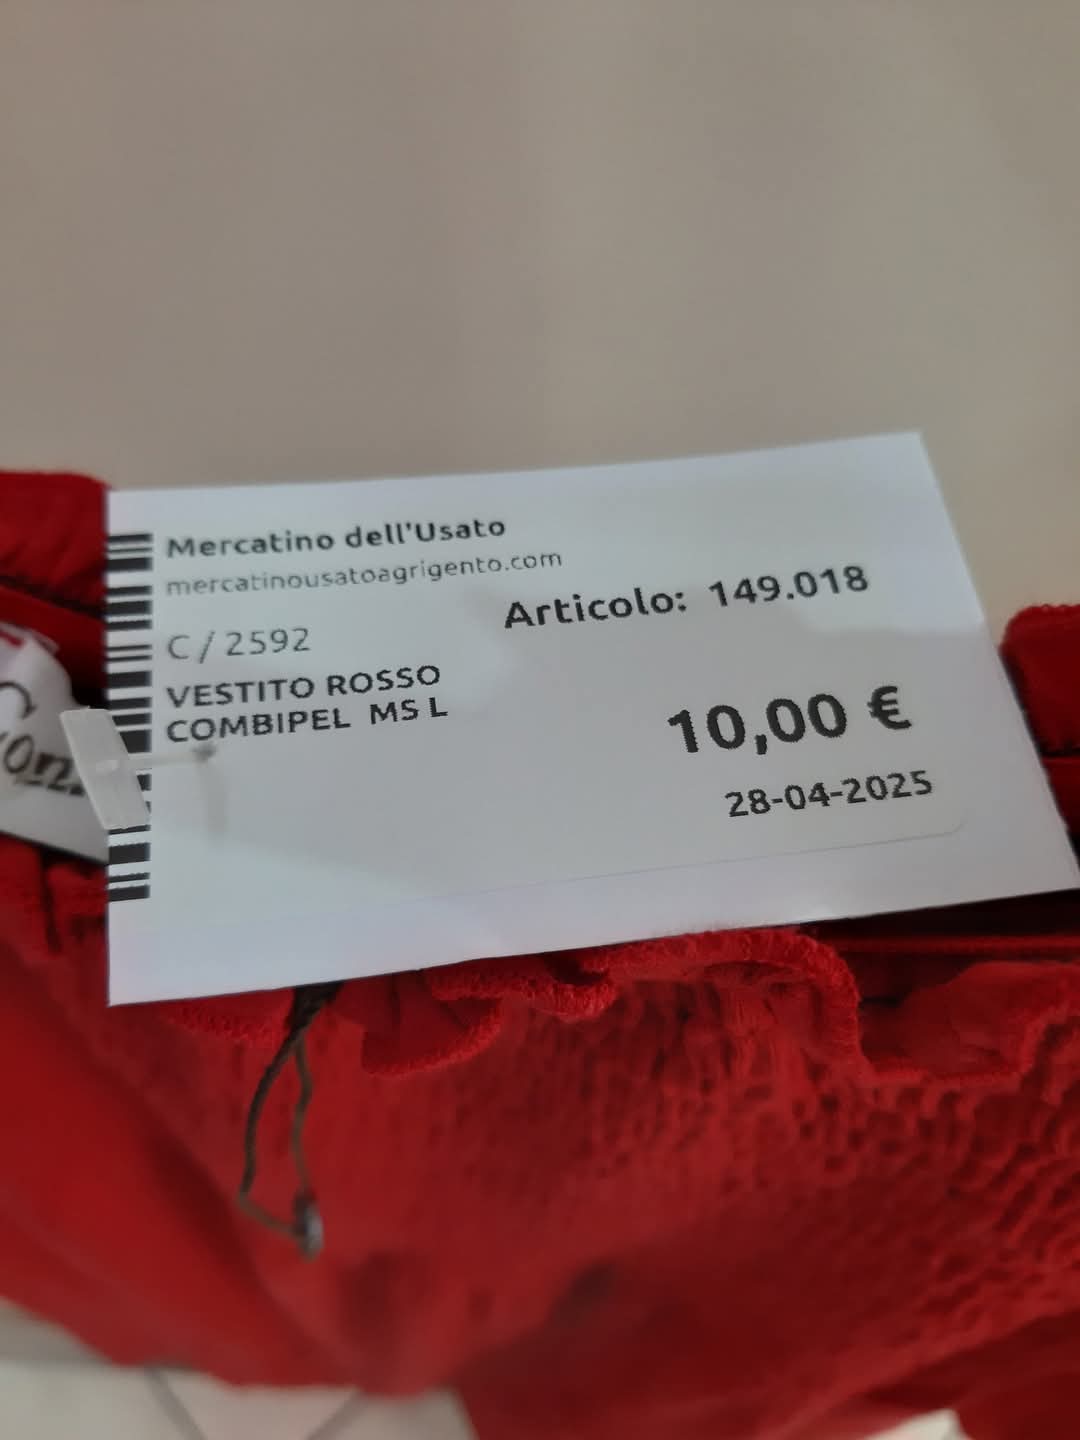 Mercatino dell'Usato
mercatinousatoagrigento.com
Articolo: 149.018
C / 2592
VESTITO ROSSO
COMBIPEL MS L
10,00 €
28-04-2025